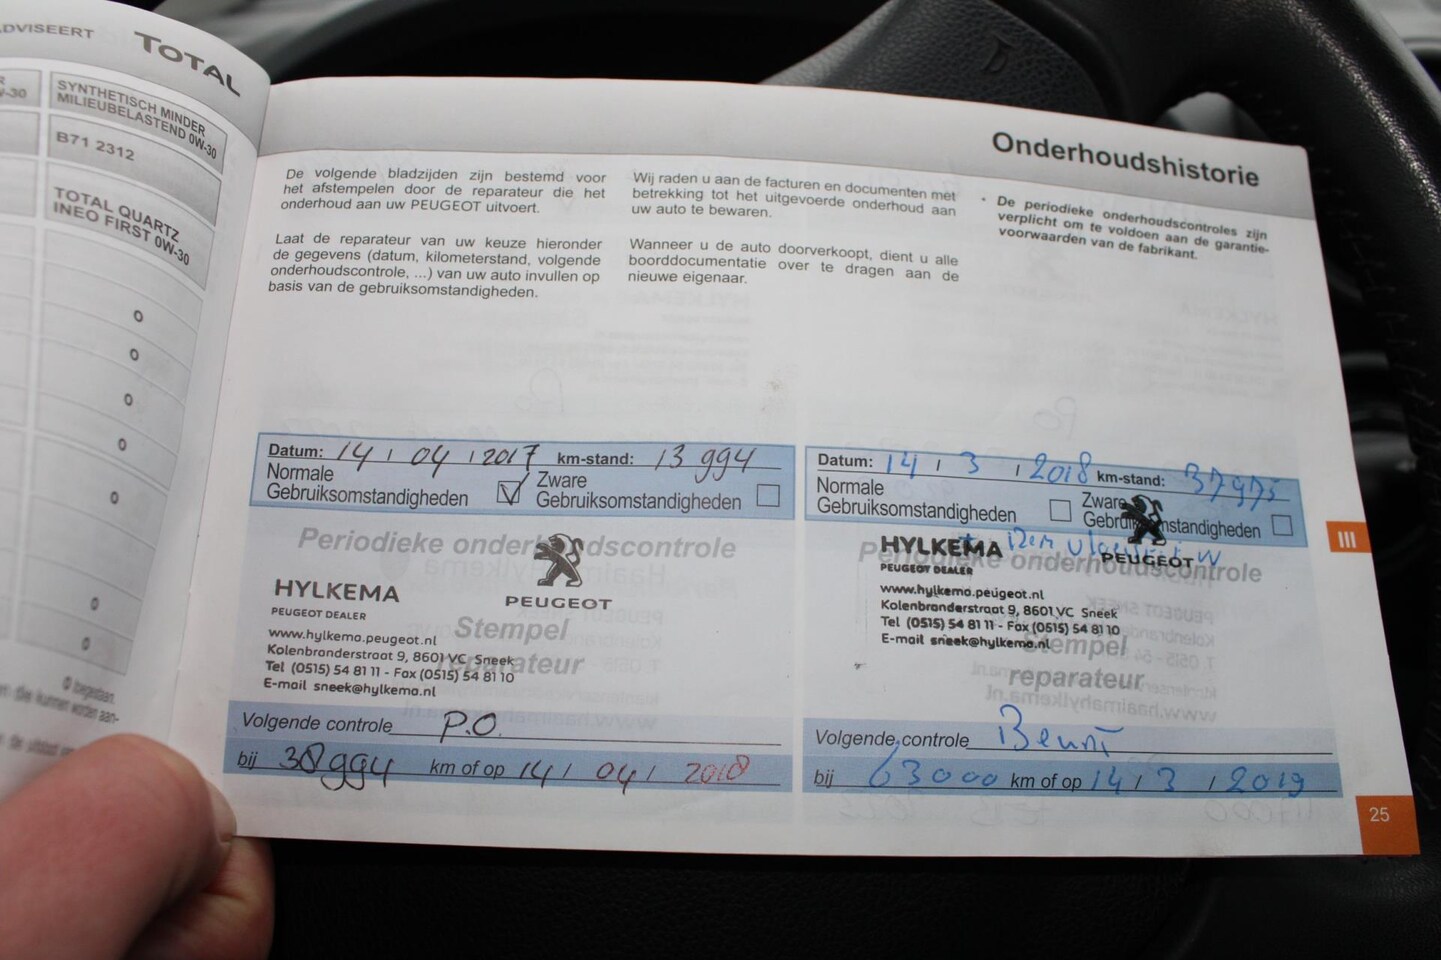 DVISEERT
TOTAL
SYNTHETISCH MINDER
MILIEUBELASTEND 0W-30
B71 2312
TOTAL QUARTZ
INEO FIRST 0W-30
O
O
O
O
O
O
O
Onderhoudshistorie
De volgende bladzijden zijn bestemd voor
het afstempelen door de reparateur die het
onderhoud aan uw PEUGEOT uitvoert.
Laat de reparateur van uw keuze hieronder
de gegevens (datum, kilometerstand, volgende
onderhoudscontrole, ...) van uw auto invullen op
basis van de gebruiksomstandigheden.
Wij raden u aan de facturen en documenten met
betrekking tot het uitgevoerde onderhoud aan
uw auto te bewaren.
Wanneer u de auto doorverkoopt, dient u alle
boorddocumentatie over te dragen aan de
nieuwe eigenaar.
• De periodieke onderhoudscontroles zijn
verplicht om te voldoen aan de garantie-
voorwaarden van de fabrikant.
Datum: 14 / 04 / 2017 km-stand: 13 994
Normale
Gebruiksomstandigheden
Zware
Gebruiksomstandigheden
Periodieke onderhoudscontrole
HYLKEMA
PEUGEOT DEALER
PEUGEOT
www.hylkema.peugeot.nl
Kolenbranderstraat 9, 8601 VC Sneek
Tel (0515) 54 81 11 - Fax (0515) 54 81 10
E-mail sneek@hylkema.nl
Stempel
reparateur
Volgende controle P.O.
bij 38994 km of op 14 / 04 / 2018
Datum: 14 / 3 / 2018 km-stand: 37975
Normale
Gebruiksomstandigheden
Zware
Gebruiksomstandigheden
HYLKEMA
PEUGEOT DEALER
PEUGEOT
Periodieke onderhoudscontrole
www.hylkema.peugeot.nl
Kolenbranderstraat 9, 8601 VC Sneek
Tel (0515) 54 81 11 - Fax (0515) 54 81 10
E-mail sneek@hylkema.nl
Stempel
reparateur
Volgende controle Beurt
bij 63000 km of op 14 / 3 / 2019
III
25